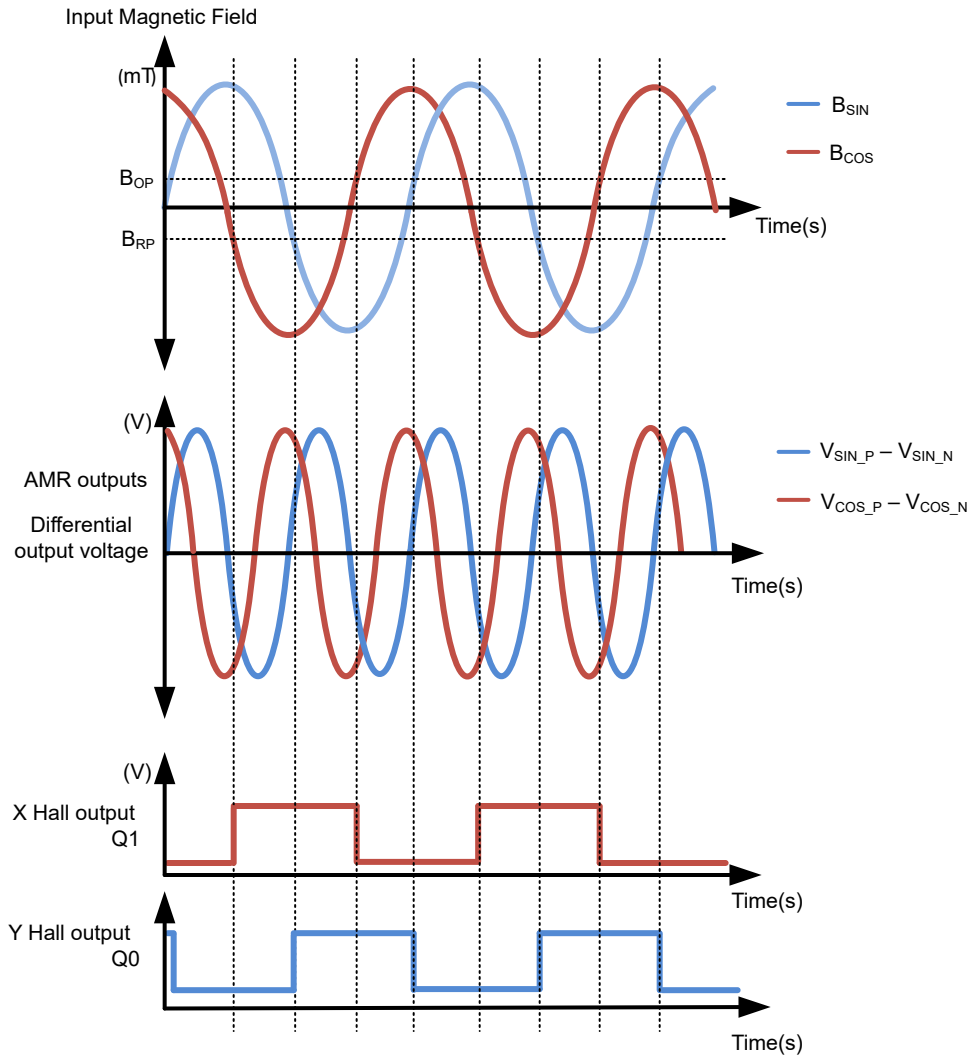 Input Magnetic Field
(mT)
B_SIN
B_COS
B_OP
B_RP
Time(s)
(V)
AMR outputs
Differential
output voltage
V_SIN_P – V_SIN_N
V_COS_P – V_COS_N
Time(s)
(V)
X Hall output
Q1
Time(s)
Y Hall output
Q0
Time(s)